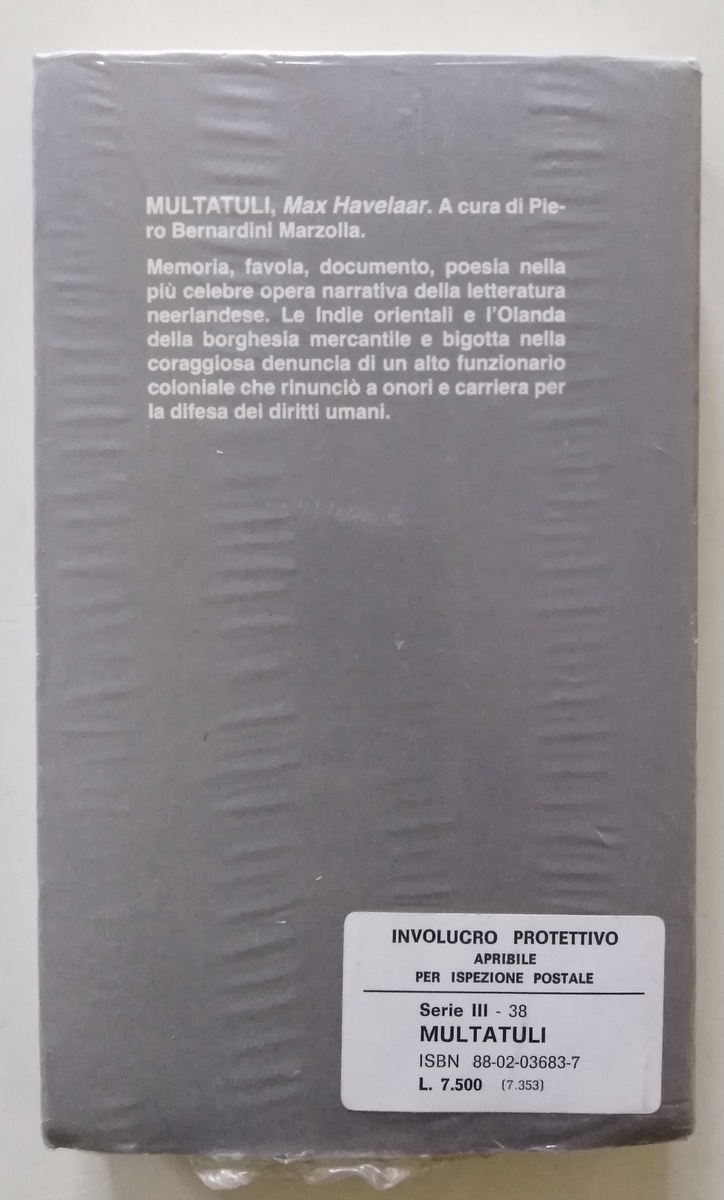 MULTATULI, Max Havelaar. A cura di Pie-
ro Bernardini Marzolla.
Memoria, favola, documento, poesia nella
più celebre opera narrativa della letteratura
neerlandese. Le Indie orientali e l'Olanda
della borghesia mercantile e bigotta nella
coraggiosa denuncia di un alto funzionario
coloniale che rinunciò a onori e carriera per
la difesa dei diritti umani.
INVOLUCRO PROTETTIVO
APRIBILE
PER ISPEZIONE POSTALE
Serie III - 38
MULTATULI
ISBN 88-02-03683-7
L. 7.500 (7.353)